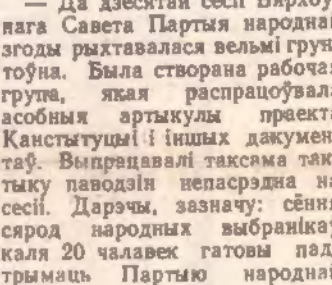 — Да дзесятай сесіі Вярхоў-
нага Савета Партыя народнай
згоды рыхтавалася вельмі грун-
тоўна. Была створана рабочая
група, якая распрацоўвала
асобныя артыкулы праекта
Канстытуцыі і іншых дакумен-
таў. Выпрацавалі таксама так-
тыку паводзін непасрэдна на
сесіі. Дарэчы, зазначу: сёння
сярод народных выбраннікаў
каля 20 чалавек гатовы пад-
трымаць Партыю народнай